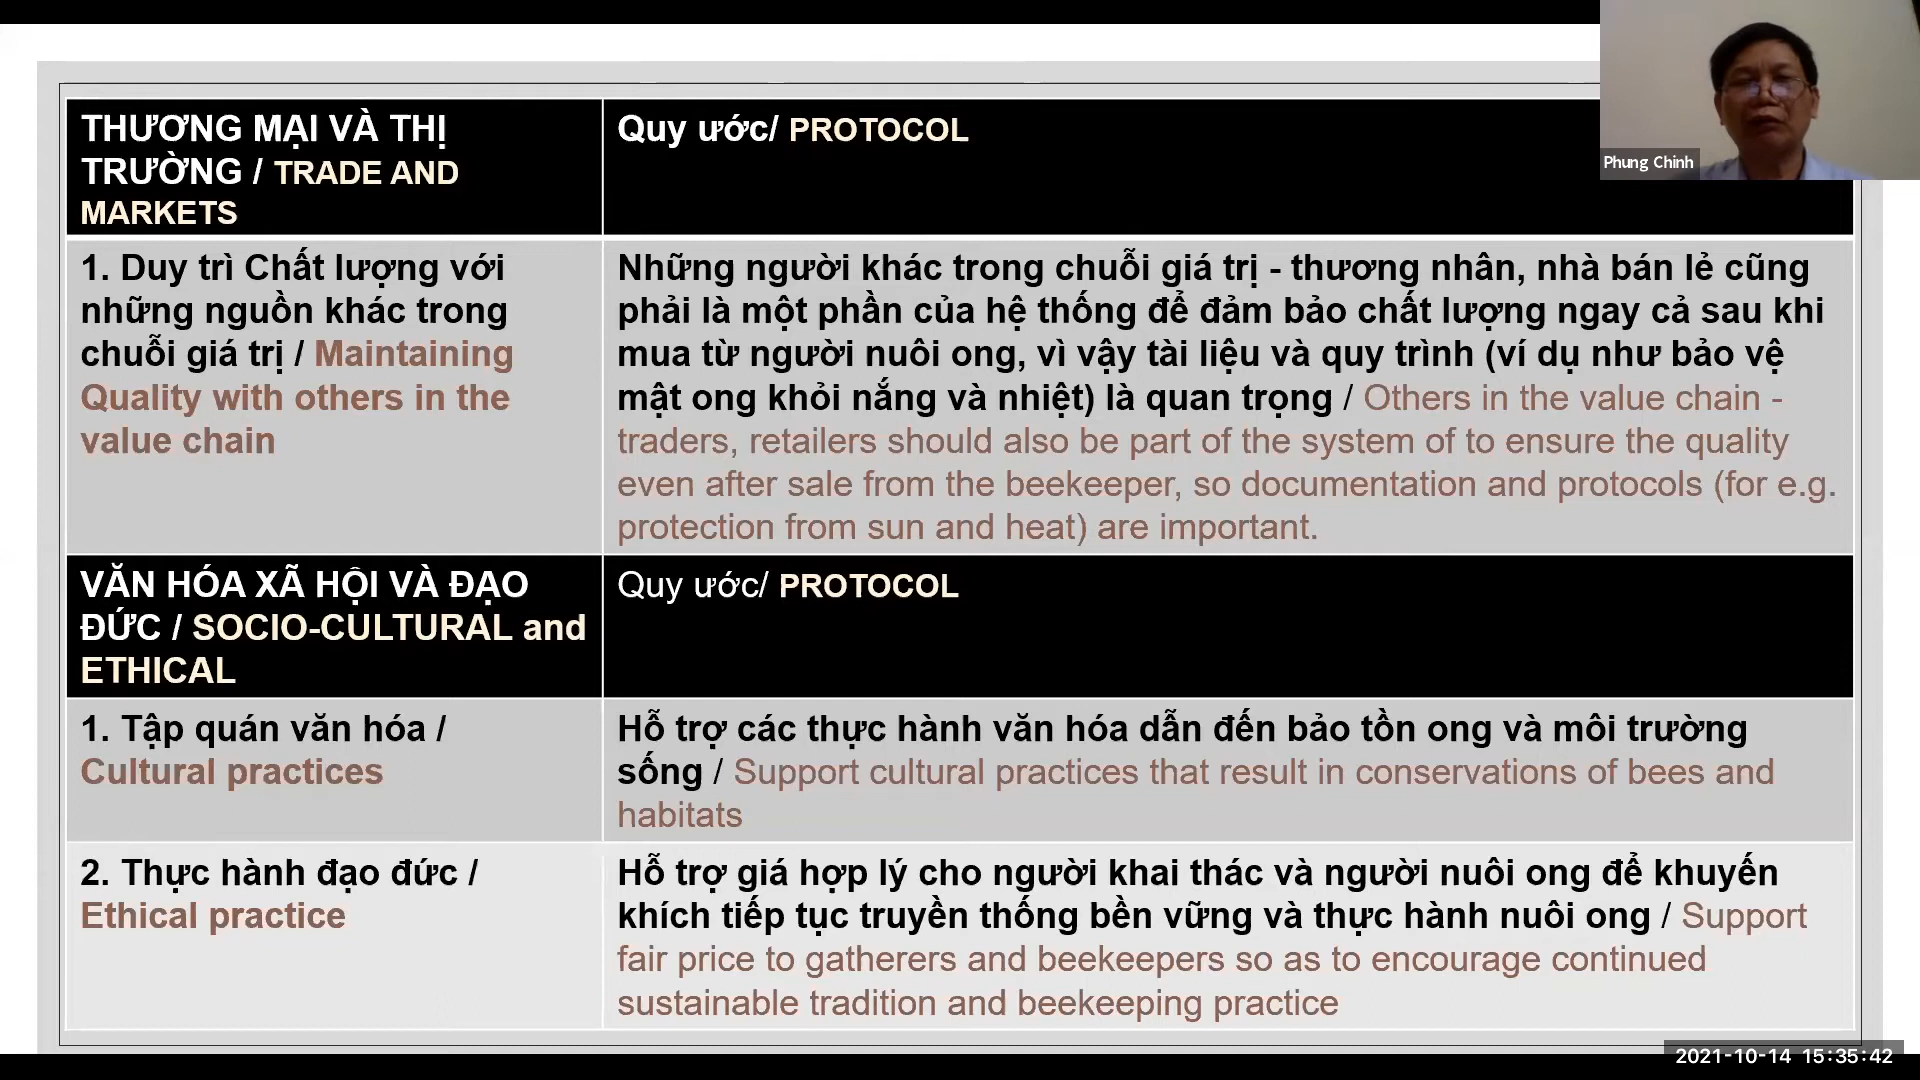 THƯƠNG MẠI VÀ THỊ
TRƯỜNG / TRADE AND
MARKETS
Quy ước/ PROTOCOL
Phung Chinh
1. Duy trì Chất lượng với
những nguồn khác trong
chuỗi giá trị / Maintaining
Quality with others in the
value chain
Những người khác trong chuỗi giá trị - thương nhân, nhà bán lẻ cũng
phải là một phần của hệ thống để đảm bảo chất lượng ngay cả sau khi
mua từ người nuôi ong, vì vậy tài liệu và quy trình (ví dụ như bảo vệ
mật ong khỏi nắng và nhiệt) là quan trọng / Others in the value chain -
traders, retailers should also be part of the system of to ensure the quality
even after sale from the beekeeper, so documentation and protocols (for e.g.
protection from sun and heat) are important.
VĂN HÓA XÃ HỘI VÀ ĐẠO
ĐỨC / SOCIO-CULTURAL and
ETHICAL
Quy ước/ PROTOCOL
1. Tập quán văn hóa /
Cultural practices
Hỗ trợ các thực hành văn hóa dẫn đến bảo tồn ong và môi trường
sống / Support cultural practices that result in conservations of bees and
habitats
2. Thực hành đạo đức /
Ethical practice
Hỗ trợ giá hợp lý cho người khai thác và người nuôi ong để khuyến
khích tiếp tục truyền thống bền vững và thực hành nuôi ong / Support
fair price to gatherers and beekeepers so as to encourage continued
sustainable tradition and beekeeping practice
2021-10-14 15:35:42